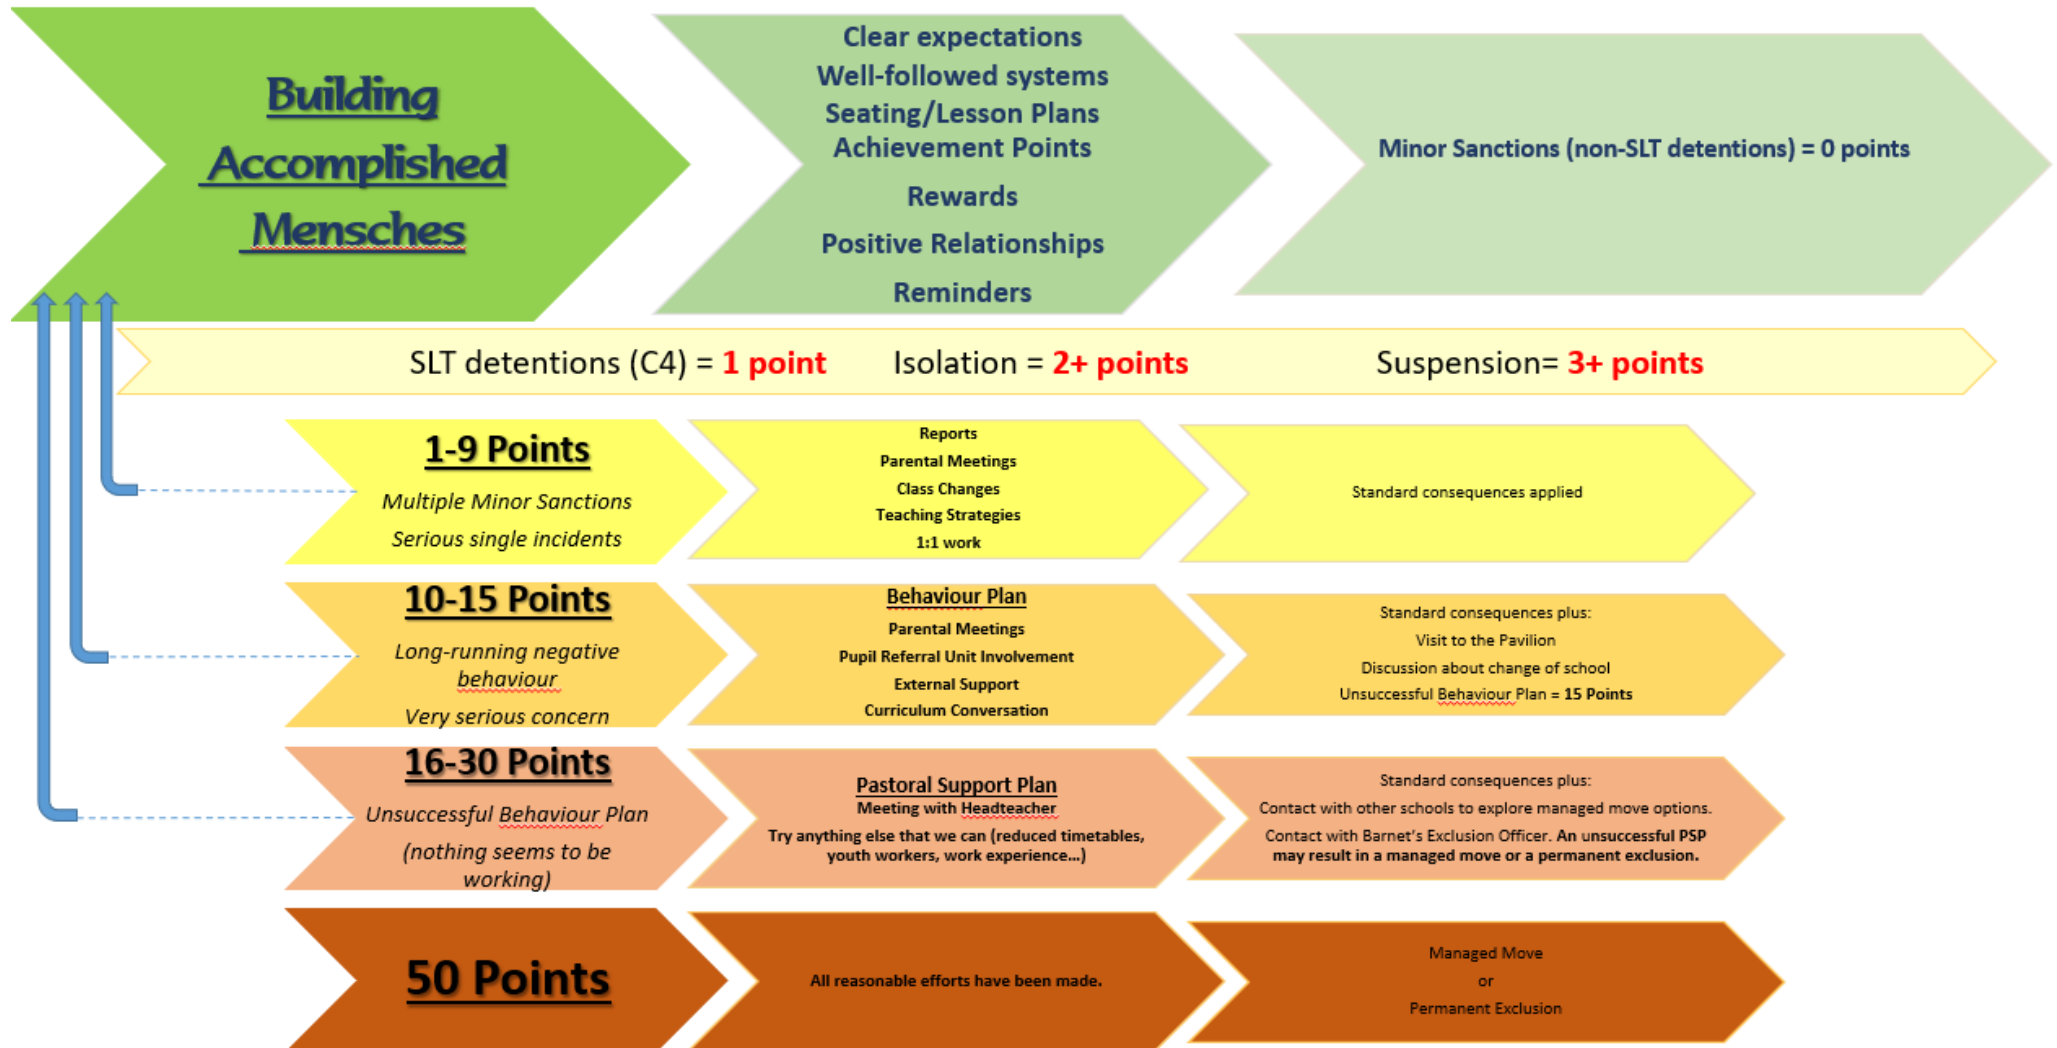 Building
Accomplished
Mensches
Clear expectations
Well-followed systems
Seating/Lesson Plans
Achievement Points
Rewards
Positive Relationships
Reminders
Minor Sanctions (non-SLT detentions) = 0 points
SLT detentions (C4) = 1 point Isolation = 2+ points Suspension= 3+ points
1-9 Points
Multiple Minor Sanctions
Serious single incidents
Reports
Parental Meetings
Class Changes
Teaching Strategies
1:1 work
Standard consequences applied
10-15 Points
Long-running negative
behaviour
Very serious concern
Behaviour Plan
Parental Meetings
Pupil Referral Unit Involvement
External Support
Curriculum Conversation
Standard consequences plus:
Visit to the Pavilion
Discussion about change of school
Unsuccessful Behaviour Plan = 15 Points
16-30 Points
Unsuccessful Behaviour Plan
(nothing seems to be
working)
Pastoral Support Plan
Meeting with Headteacher
Try anything else that we can (reduced timetables,
youth workers, work experience...)
Standard consequences plus:
Contact with other schools to explore managed move options.
Contact with Barnet's Exclusion Officer. An unsuccessful PSP
may result in a managed move or a permanent exclusion.
50 Points
All reasonable efforts have been made.
Managed Move
or
Permanent Exclusion